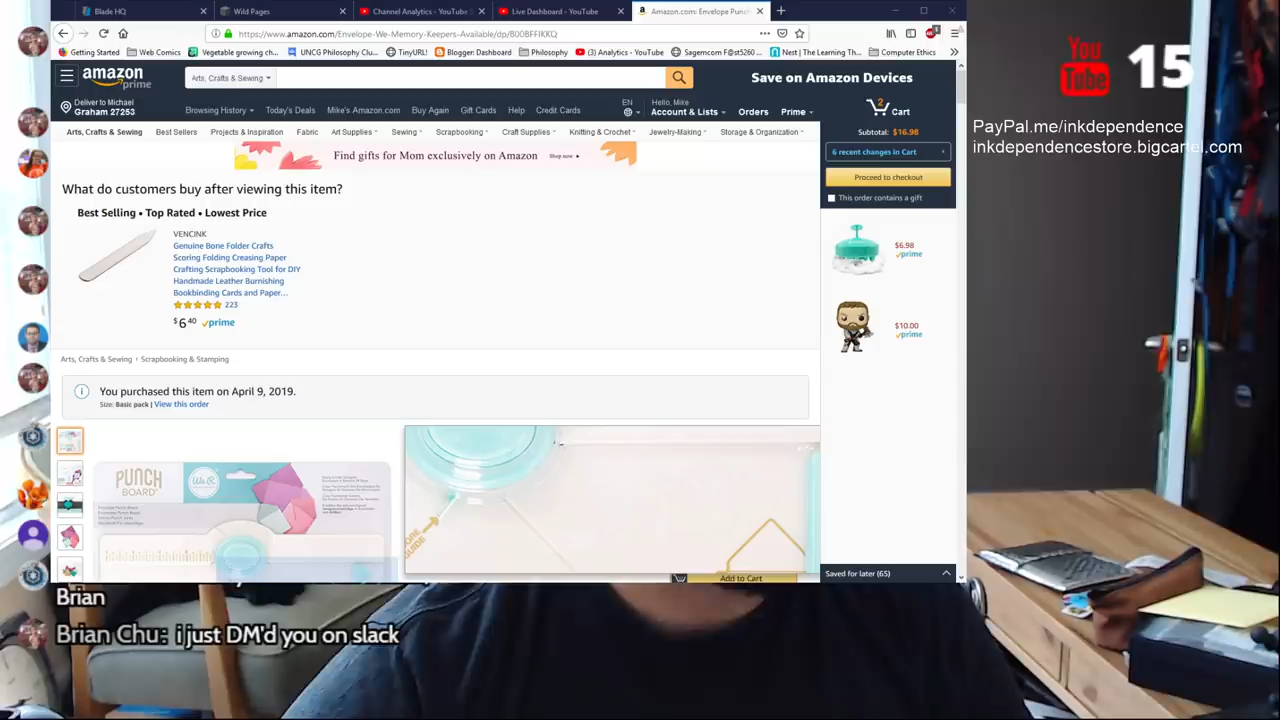 Blade HQ
Wild Pages
Channel Analytics - YouTube S
Live Dashboard - YouTube
Amazon.com: Envelope Punch
https://www.amazon.com/Envelope-We-Memory-Keepers-Available/dp/B00BFFIKKQ
Getting Started
Web Comics
Vegetable growing ch...
UNCG Philosophy Clu...
TinyURL!
Blogger: Dashboard
Philosophy
(3) Analytics - YouTube
Sagemcom F@st5260 ...
Nest | The Learning Th...
Computer Ethics
amazon
prime
Arts, Crafts & Sewing
Save on Amazon Devices
Deliver to Michael
Graham 27253
Browsing History
Today's Deals
Mike's Amazon.com
Buy Again
Gift Cards
Help
Credit Cards
EN
Hello, Mike
Account & Lists
Orders
Prime
2
Cart
Arts, Crafts & Sewing
Best Sellers
Projects & Inspiration
Fabric
Art Supplies
Sewing
Scrapbooking
Craft Supplies
Knitting & Crochet
Jewelry-Making
Storage & Organization
Subtotal: $16.98
6 recent changes in Cart
Proceed to checkout
This order contains a gift
Find gifts for Mom exclusively on Amazon
Shop now
What do customers buy after viewing this item?
Best Selling • Top Rated • Lowest Price
VENCINK
Genuine Bone Folder Crafts
Scoring Folding Creasing Paper
Crafting Scrapbooking Tool for DIY
Handmade Leather Burnishing
Bookbinding Cards and Paper...
223
$6 40 prime
$6.98
prime
$10.00
prime
Arts, Crafts & Sewing › Scrapbooking & Stamping
You purchased this item on April 9, 2019.
Size: Basic pack | View this order
PUNCH
BOARD
We R
GUIDE
Add to Cart
Saved for later (65)
You
Tube
15
PayPal.me/inkdependence
inkdependencestore.bigcartel.com
Brian
Brian Chu: i just DM'd you on slack